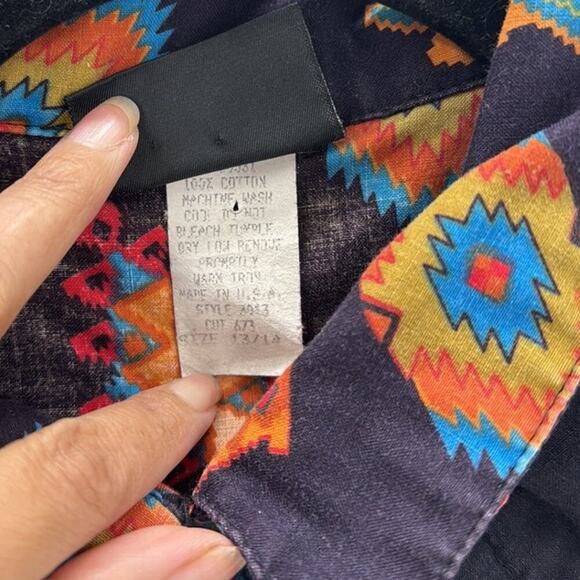 100% COTTON
MACHINE WASH
DO NOT
BLEACH TUMBLE
DRY LOW REMOVE
PROMPTLY
WARM IRON
MADE IN U.S.A.
STYLE
CUT 673
SIZE 13/14